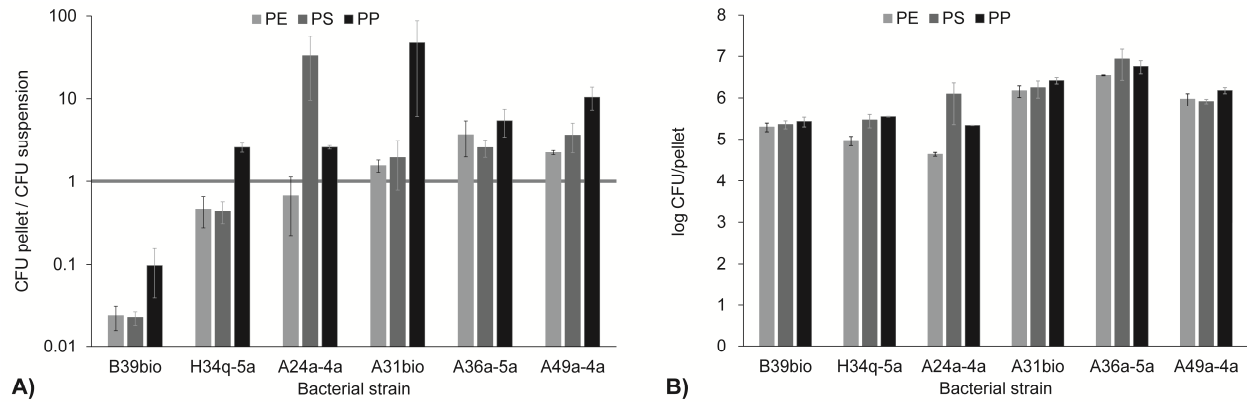 PE PS PP
100
10
1
0.1
0.01
CFU pellet / CFU suspension
B39bio H34q-5a A24a-4a A31bio A36a-5a A49a-4a
Bacterial strain
A)
PE PS PP
8
7
6
5
4
3
2
1
0
log CFU/pellet
B39bio H34q-5a A24a-4a A31bio A36a-5a A49a-4a
Bacterial strain
B)